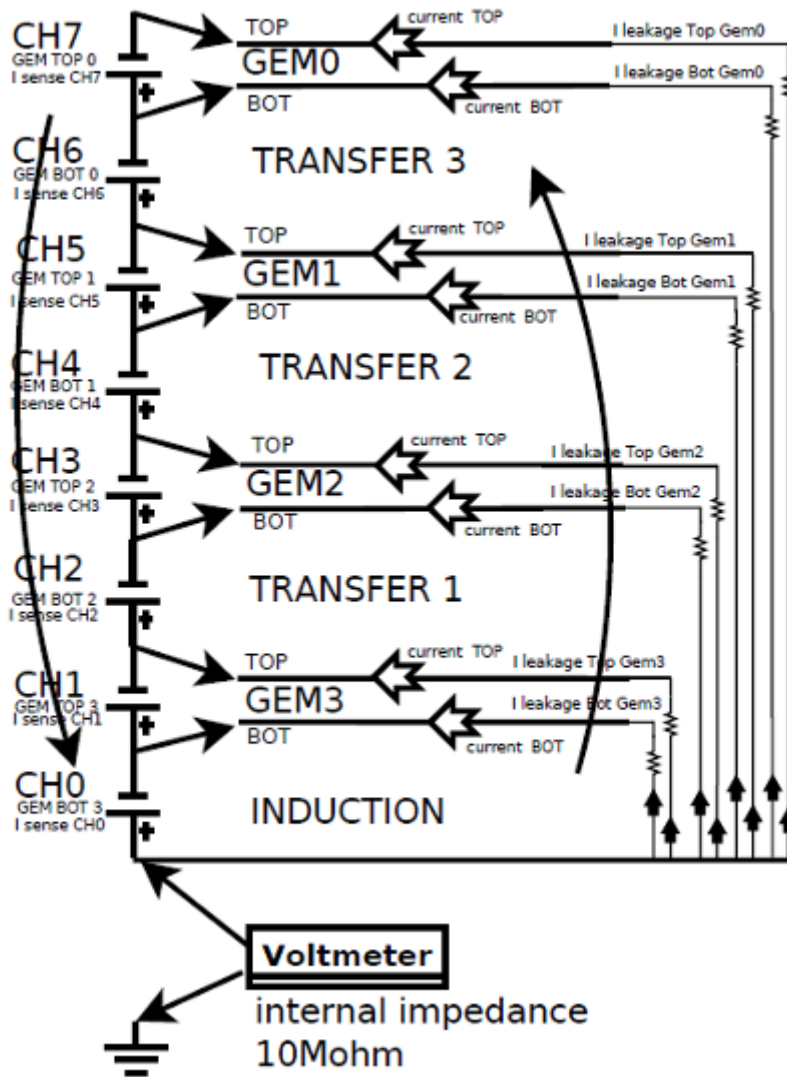 CH7
GEM TOP 0
I sense CH7
+
TOP
current TOP
I leakage Top Gem0
GEM0
I leakage Bot Gem0
BOT
current BOT
CH6
GEM BOT 0
I sense CH6
+
TRANSFER 3
CH5
GEM TOP 1
I sense CH5
+
TOP
current TOP
I leakage Top Gem1
GEM1
I leakage Bot Gem1
BOT
current BOT
CH4
GEM BOT 1
I sense CH4
+
TRANSFER 2
CH3
GEM TOP 2
I sense CH3
+
TOP
current TOP
I leakage Top Gem2
GEM2
I leakage Bot Gem2
BOT
current BOT
CH2
GEM BOT 2
I sense CH2
+
TRANSFER 1
CH1
GEM TOP 3
I sense CH1
+
TOP
current TOP
I leakage Top Gem3
GEM3
I leakage Bot Gem3
BOT
current BOT
CH0
GEM BOT 3
I sense CH0
+
INDUCTION
Voltmeter
internal impedance
10Mohm